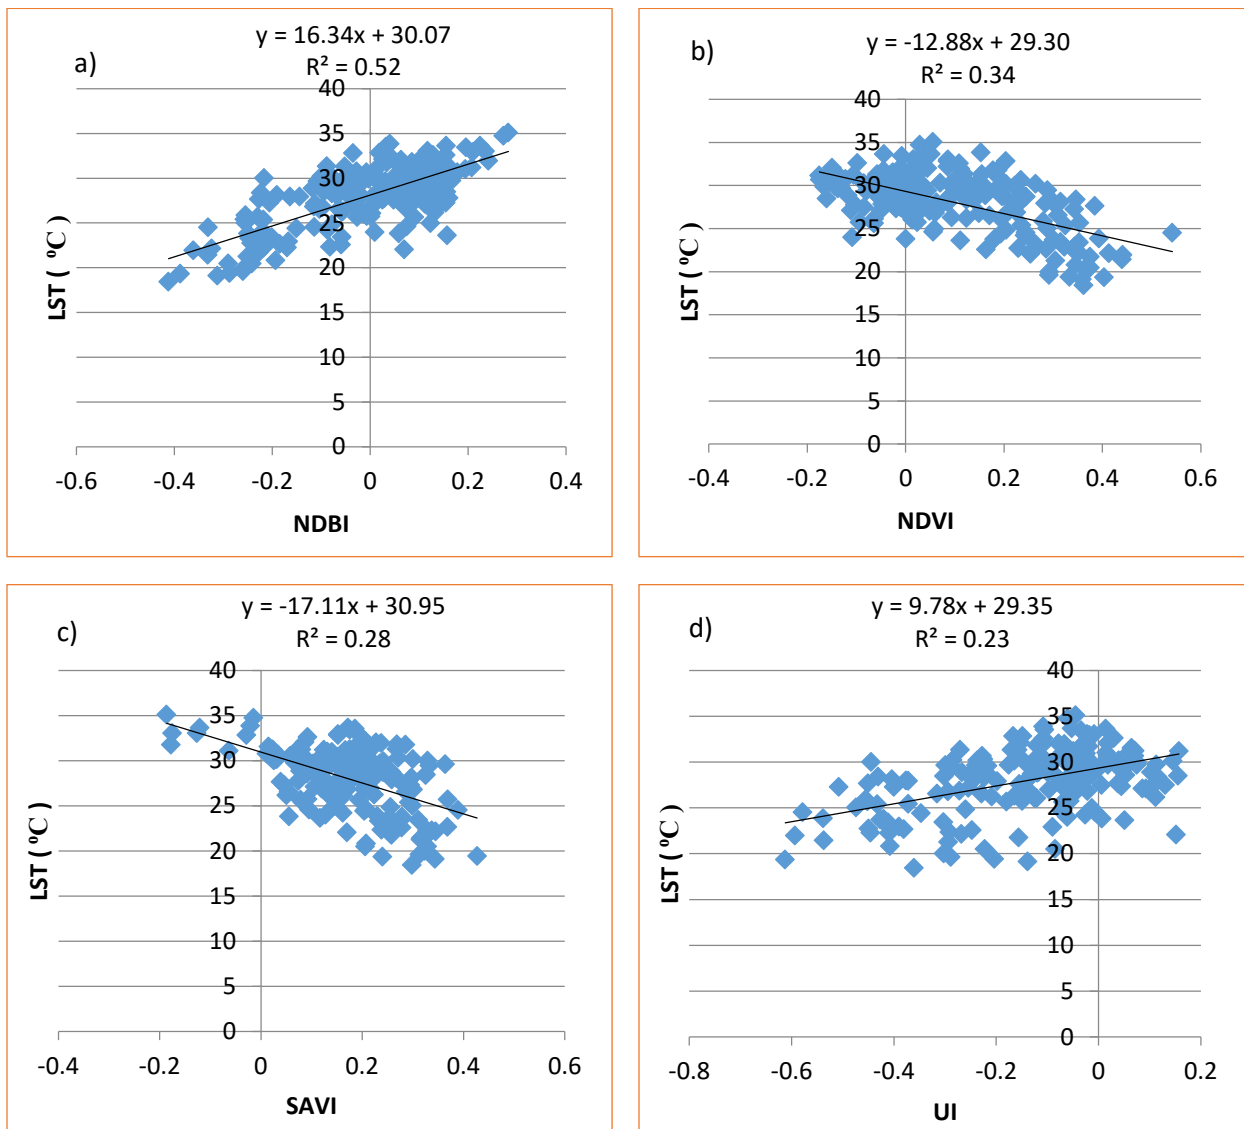 a)
y = 16.34x + 30.07
R² = 0.52
40
35
30
25
20
15
10
5
0
-0.6 -0.4 -0.2 0 0.2 0.4
NDBI
LST ( ºC )
b)
y = -12.88x + 29.30
R² = 0.34
40
35
30
25
20
15
10
5
0
-0.4 -0.2 0 0.2 0.4 0.6
NDVI
LST ( ºC )
c)
y = -17.11x + 30.95
R² = 0.28
40
35
30
25
20
15
10
5
0
-0.4 -0.2 0 0.2 0.4 0.6
SAVI
LST ( ºC )
d)
y = 9.78x + 29.35
R² = 0.23
40
35
30
25
20
15
10
5
0
-0.8 -0.6 -0.4 -0.2 0 0.2
UI
LST ( ºC )